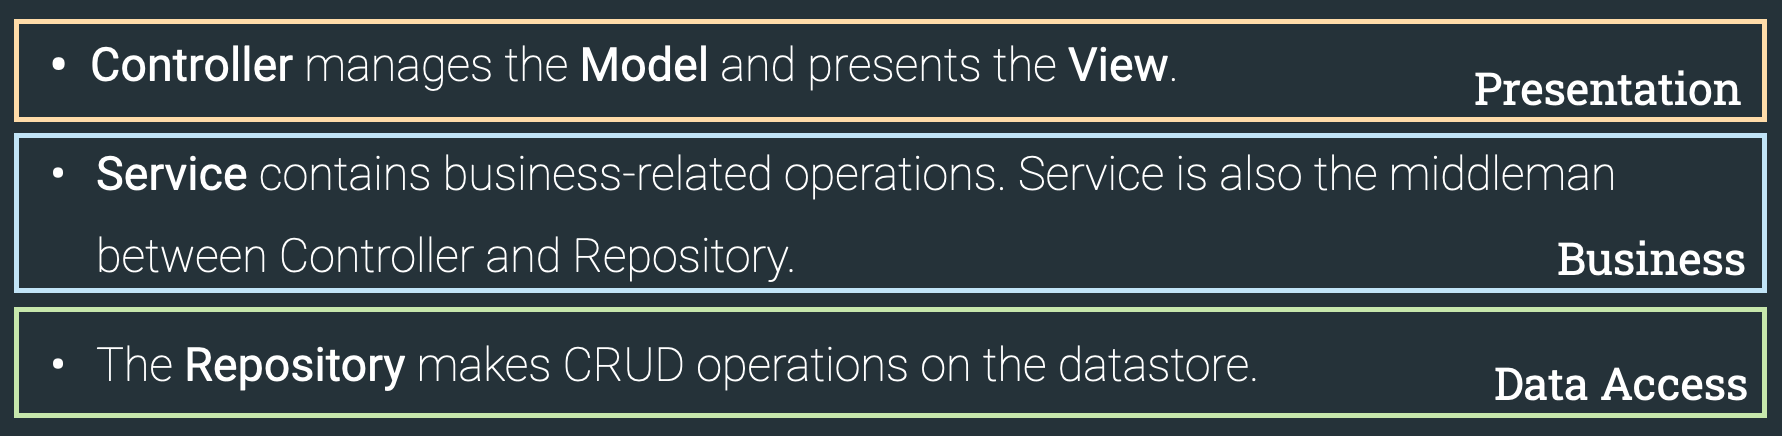 • Controller manages the Model and presents the View.
Presentation
• Service contains business-related operations. Service is also the middleman
between Controller and Repository.
Business
• The Repository makes CRUD operations on the datastore.
Data Access